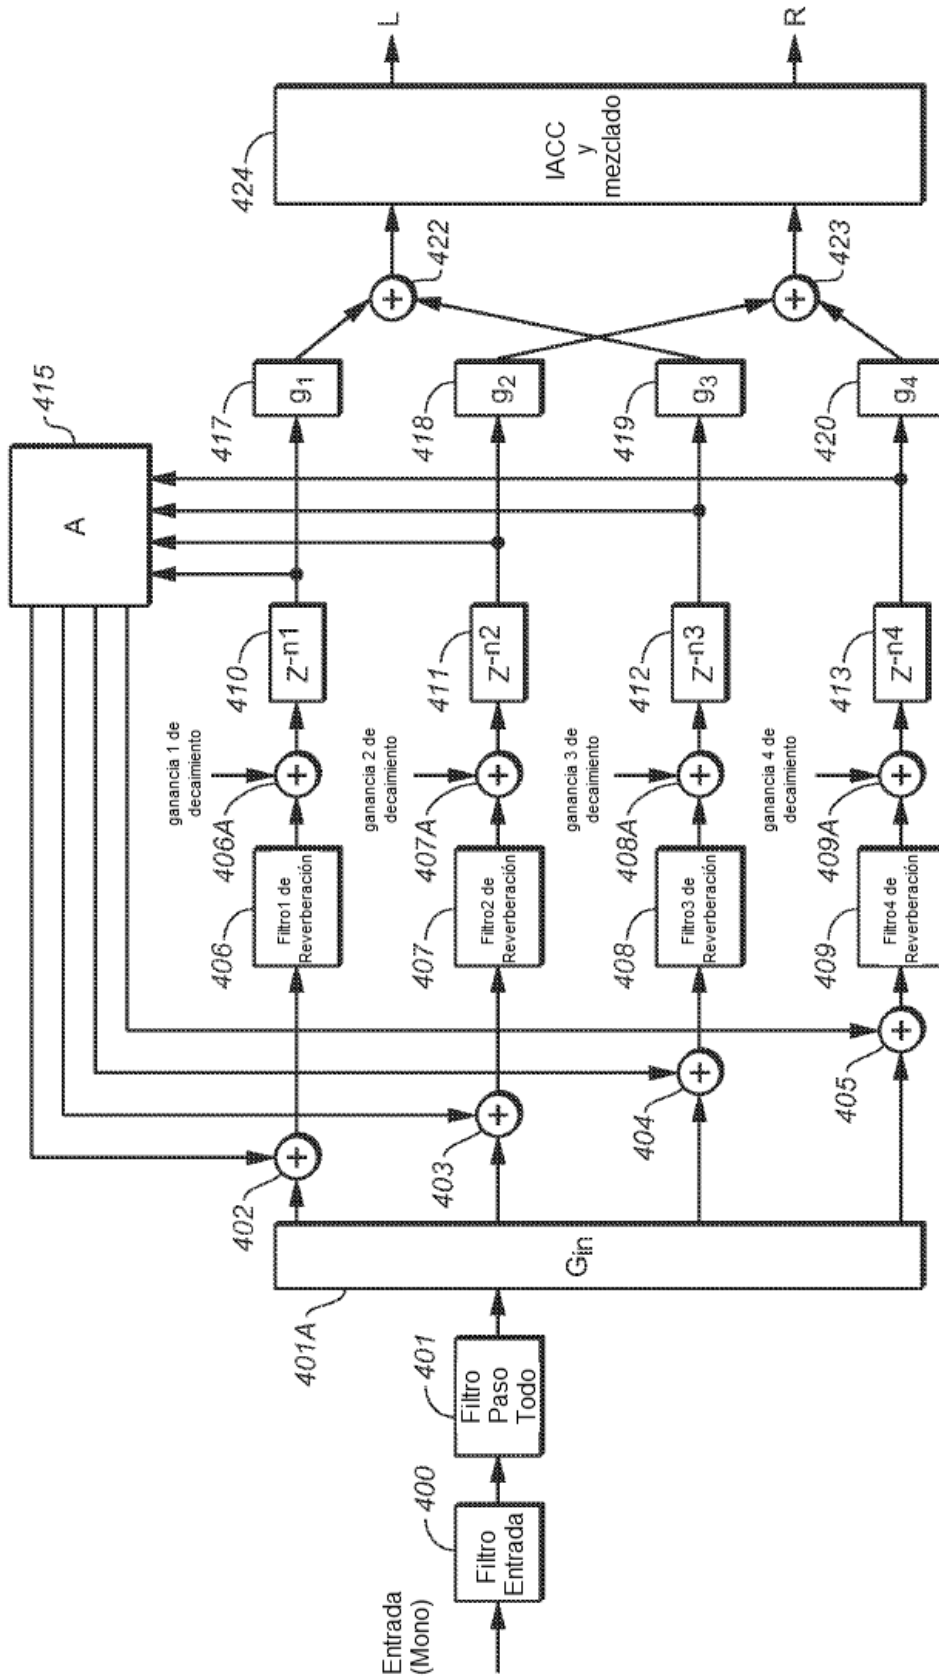 Entrada
(Mono)
400
Filtro
Entrada
401
Filtro
Paso
Todo
401A
Gin
402
403
404
405
406
Filtro1 de
Reverberación
407
Filtro2 de
Reverberación
408
Filtro3 de
Reverberación
409
Filtro4 de
Reverberación
ganancia 1 de
decaimiento
406A
ganancia 2 de
decaimiento
407A
ganancia 3 de
decaimiento
408A
ganancia 4 de
decaimiento
409A
410
Z-n1
411
Z-n2
412
Z-n3
413
Z-n4
415
A
417
g1
418
g2
419
g3
420
g4
422
423
424
IACC
y
mezclado
L
R